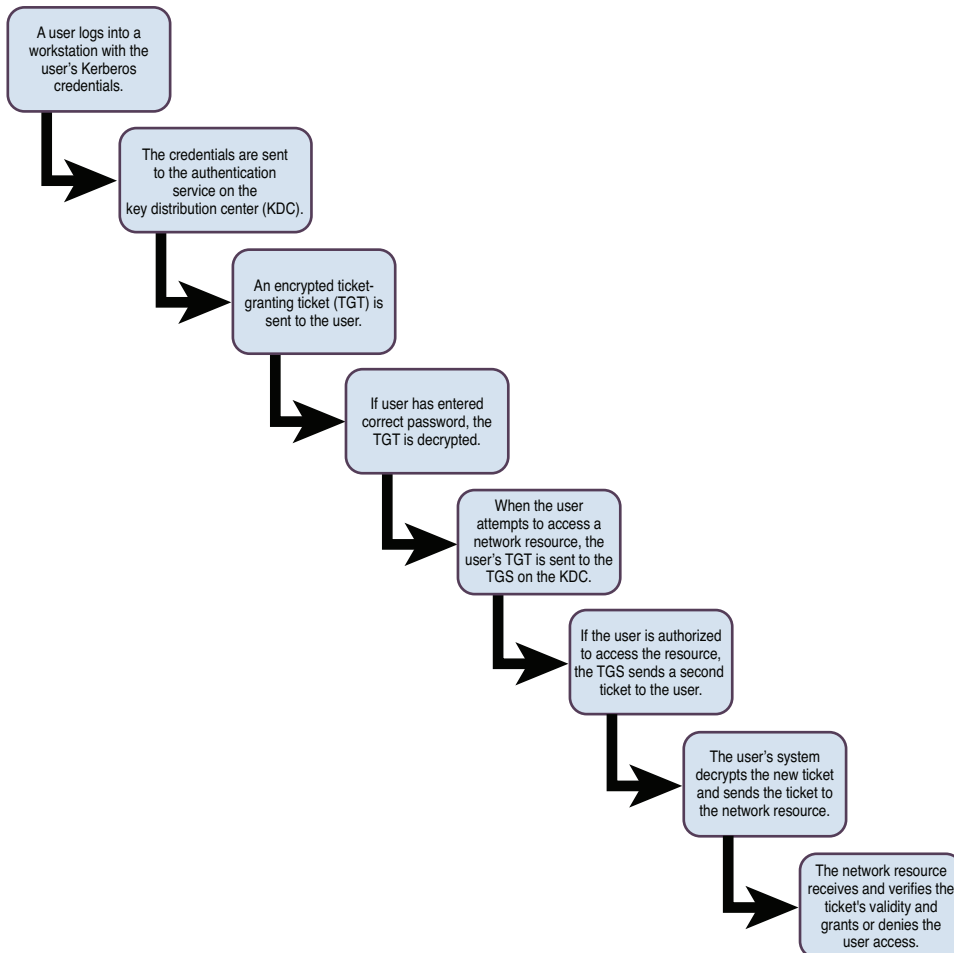 A user logs into a
workstation with the
user's Kerberos
credentials.
The credentials are sent
to the authentication
service on the
key distribution center (KDC).
An encrypted ticket-
granting ticket (TGT) is
sent to the user.
If user has entered
correct password, the
TGT is decrypted.
When the user
attempts to access a
network resource, the
user's TGT is sent to the
TGS on the KDC.
If the user is authorized
to access the resource,
the TGS sends a second
ticket to the user.
The user's system
decrypts the new ticket
and sends the ticket to
the network resource.
The network resource
receives and verifies the
ticket's validity and
grants or denies the
user access.